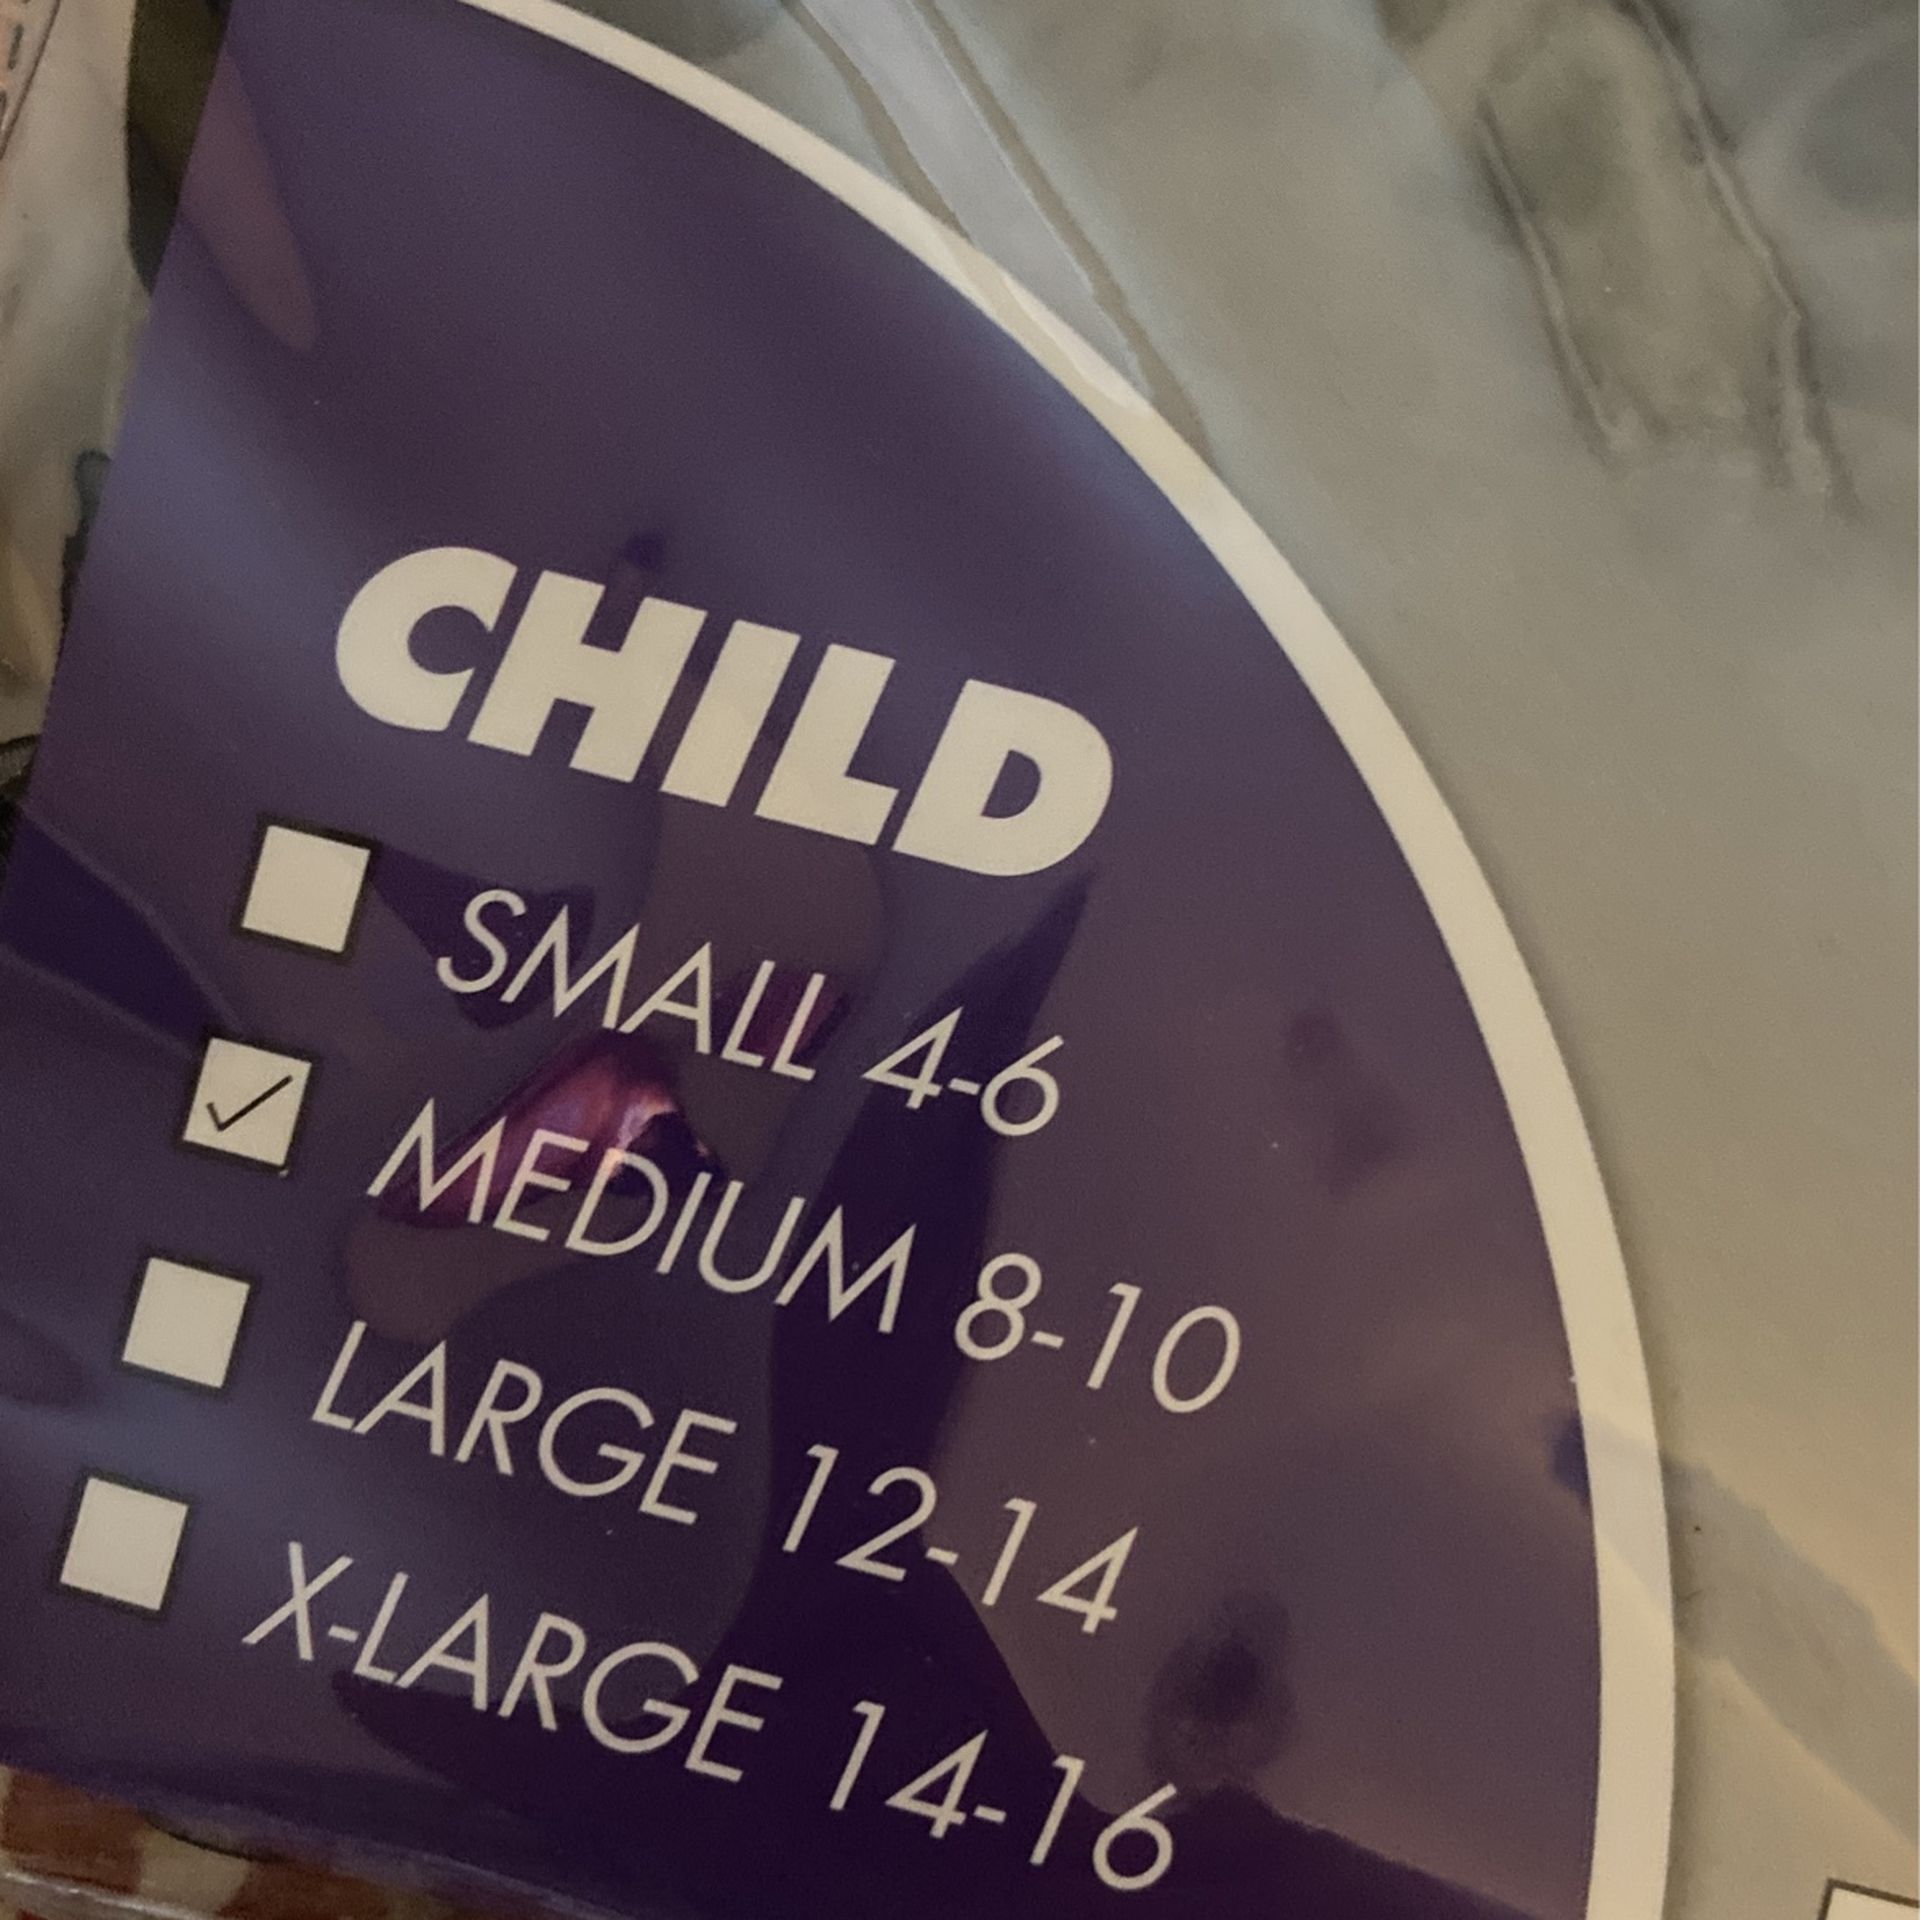 CHILD
SMALL 4-6
MEDIUM 8-10
LARGE 12-14
X-LARGE 14-16